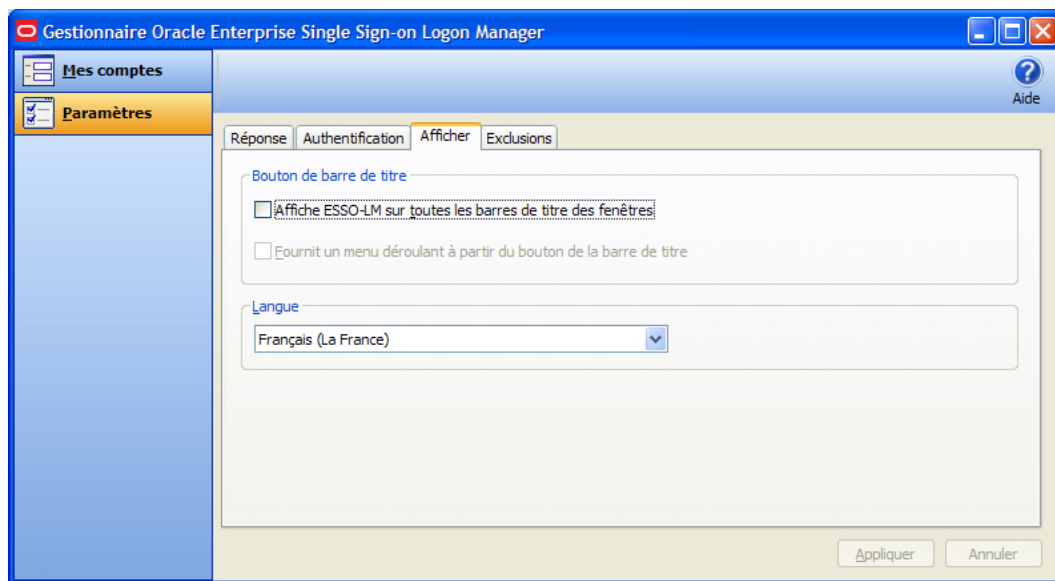 Gestionnaire Oracle Enterprise Single Sign-on Logon Manager
Mes comptes
Paramètres
Aide
Réponse Authentification Afficher Exclusions
Bouton de barre de titre
Affiche ESSO-LM sur toutes les barres de titre des fenêtres
Fournit un menu déroulant à partir du bouton de la barre de titre
Langue
Français (La France)
Appliquer Annuler